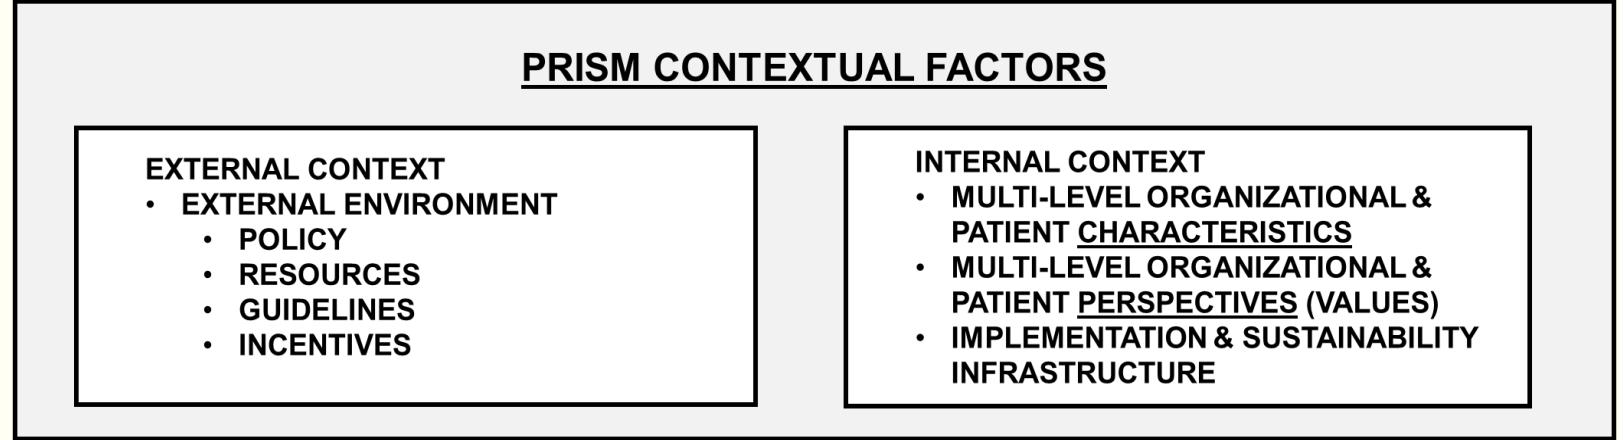 PRISM CONTEXTUAL FACTORS
EXTERNAL CONTEXT
• EXTERNAL ENVIRONMENT
• POLICY
• RESOURCES
• GUIDELINES
• INCENTIVES
INTERNAL CONTEXT
• MULTI-LEVEL ORGANIZATIONAL &
PATIENT CHARACTERISTICS
• MULTI-LEVEL ORGANIZATIONAL &
PATIENT PERSPECTIVES (VALUES)
• IMPLEMENTATION & SUSTAINABILITY
INFRASTRUCTURE